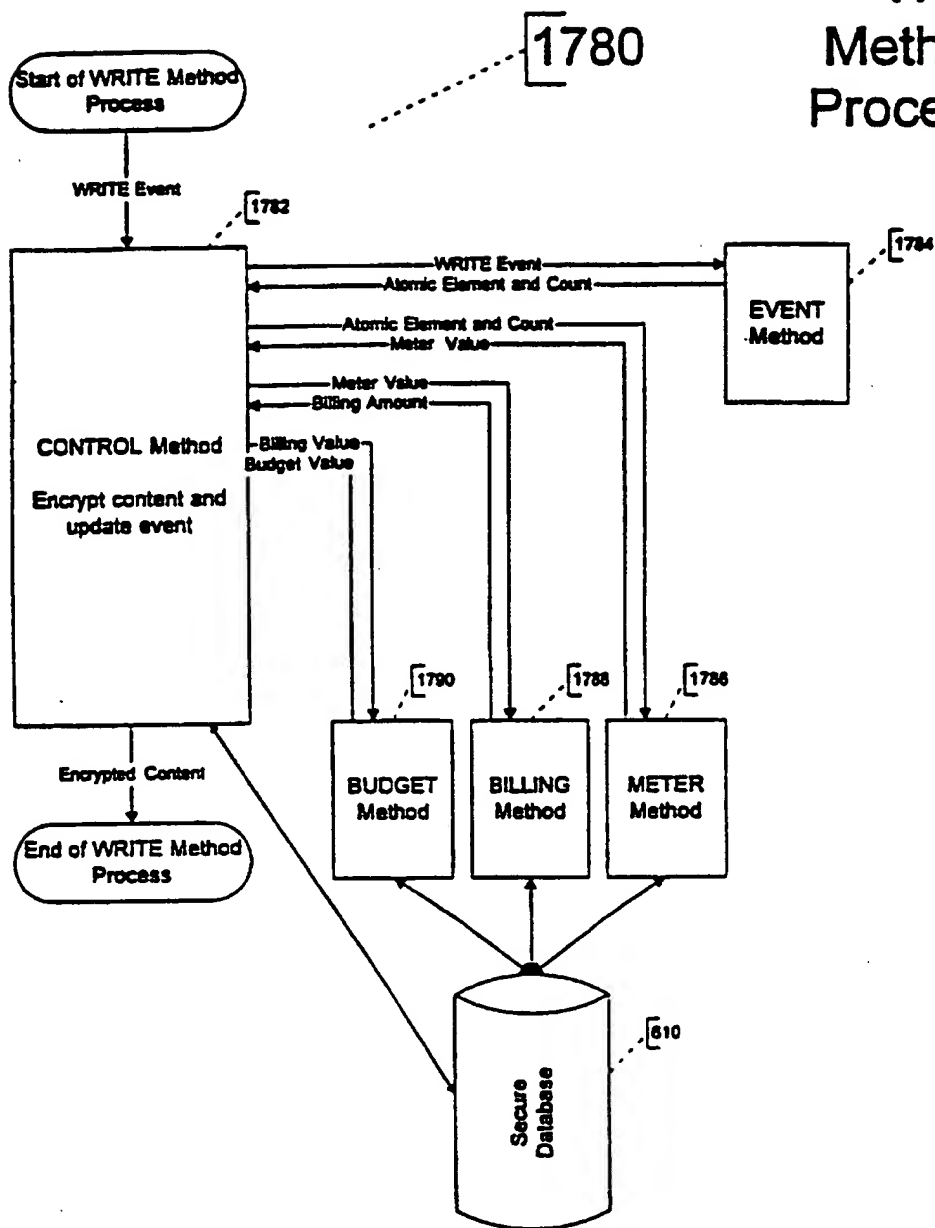 1780
Start of WRITE Method
Process
WRITE Event
1782
WRITE Event
Atomic Element and Count
1784
EVENT
Method
Atomic Element and Count
Meter Value
Meter Value
Billing Amount
CONTROL Method
Encrypt content and
update event
Billing Value
Budget Value
1790
1788
1786
BUDGET
Method
BILLING
Method
METER
Method
Encrypted Content
End of WRITE Method
Process
610
Secure
Database